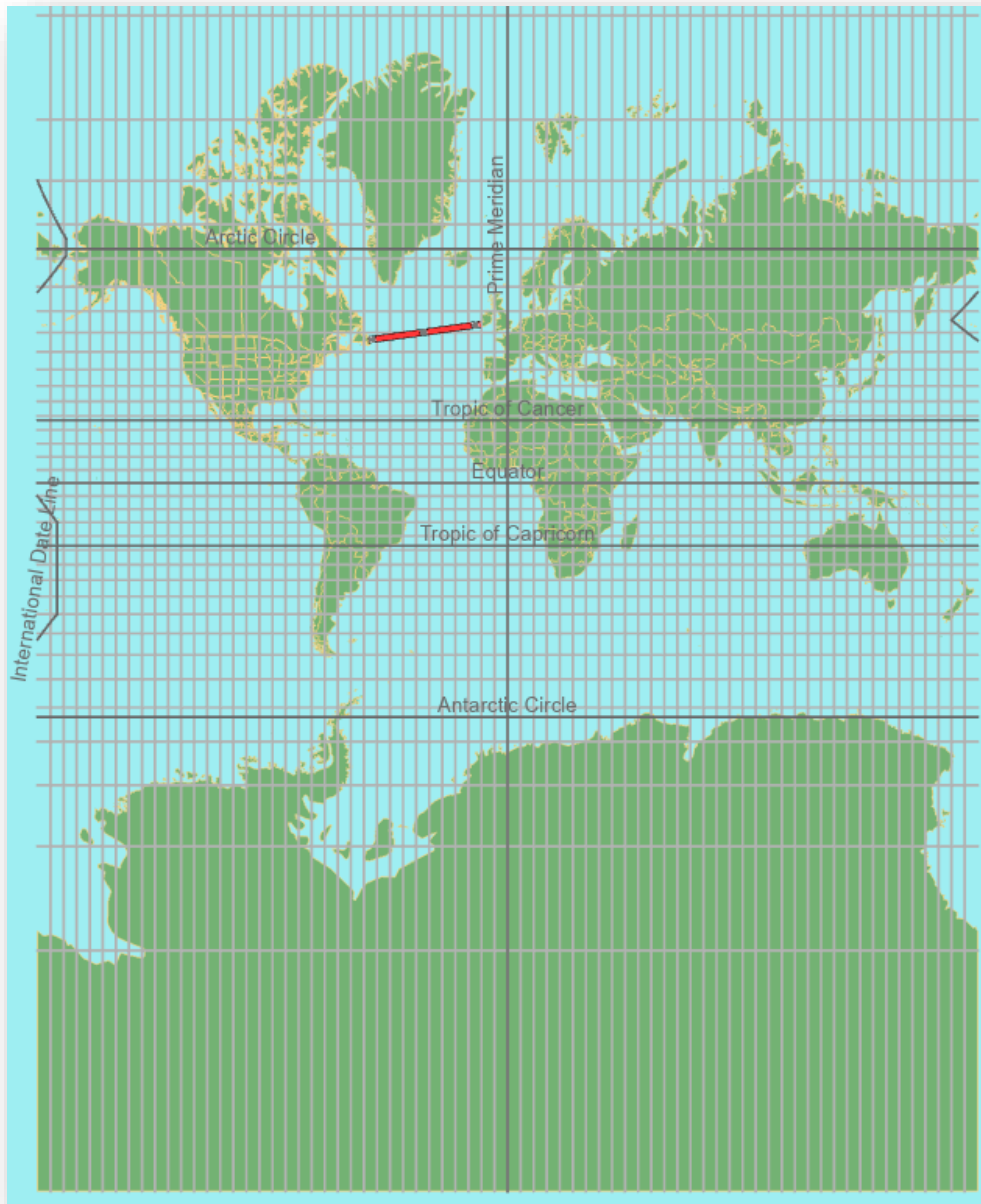 Prime Meridian
Arctic Circle
Tropic of Cancer
Equator
International Date Line
Tropic of Capricorn
Antarctic Circle